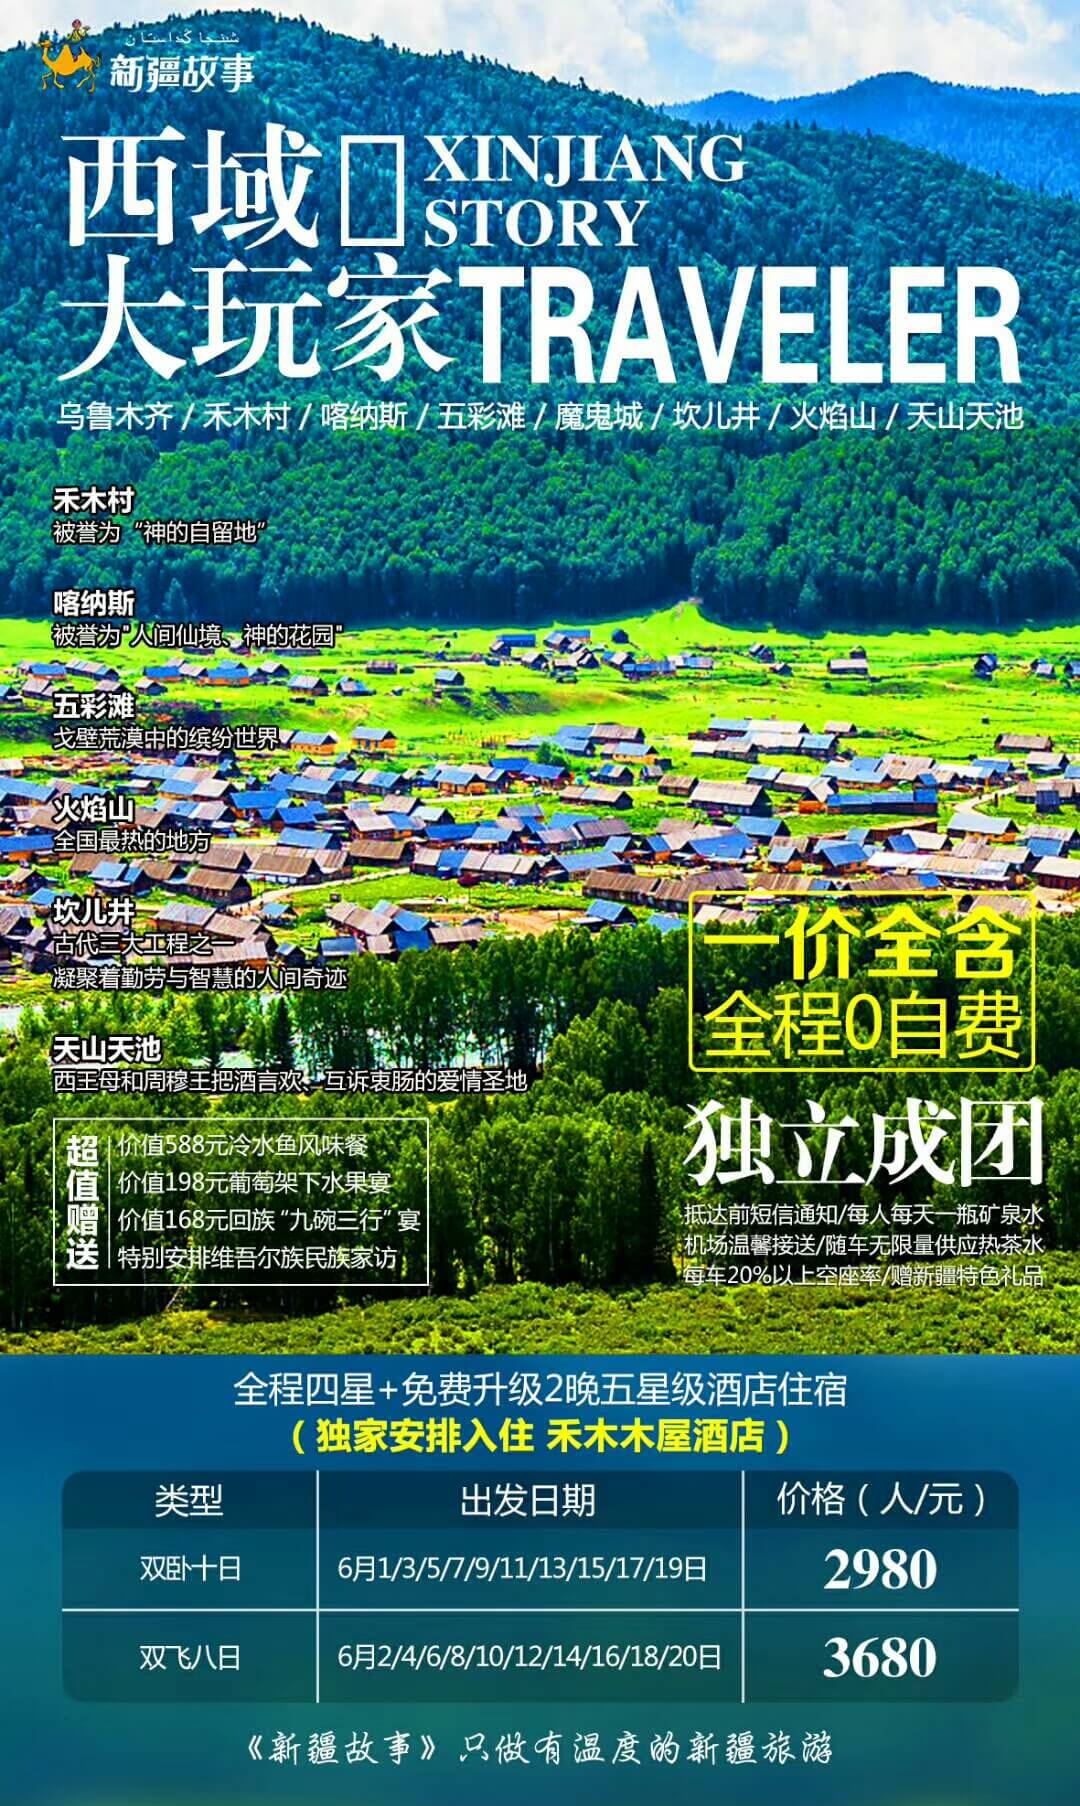 新疆故事
西域
XINJIANG
STORY
大玩家TRAVELER
乌鲁木齐 / 禾木村 / 喀纳斯 / 五彩滩 / 魔鬼城 / 坎儿井 / 火焰山 / 天山天池
禾木村
被誉为“神的自留地”
喀纳斯
被誉为"人间仙境、神的花园"
五彩滩
戈壁荒漠中的缤纷世界
火焰山
全国最热的地方
坎儿井
古代三大工程之一
凝聚着勤劳与智慧的人间奇迹
天山天池
西王母和周穆王把酒言欢、互诉衷肠的爱情圣地
一价全含
全程0自费
独立成团
抵达前短信通知/每人每天一瓶矿泉水
机场温馨接送/随车无限量供应热茶水
每车20%以上空座率/赠新疆特色礼品
超值赠送
价值588元冷水鱼风味餐
价值198元葡萄架下水果宴
价值168元回族“九碗三行”宴
特别安排维吾尔族民族家访
全程四星+免费升级2晚五星级酒店住宿
（独家安排入住 禾木木屋酒店）
类型 出发日期 价格（人/元）
双卧十日 6月1/3/5/7/9/11/13/15/17/19日 2980
双飞八日 6月2/4/6/8/10/12/14/16/18/20日 3680
《新疆故事》只做有温度的新疆旅游